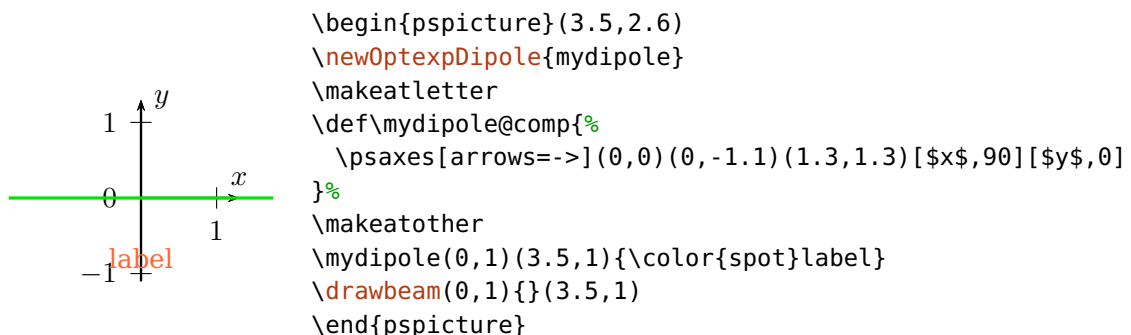 y
1
0
x
1
label
−1
\begin{pspicture}(3.5,2.6)
\newOptexpDipole{mydipole}
\makeatletter
\def\mydipole@comp{%
\psaxes[arrows=->](0,0)(0,-1.1)(1.3,1.3)[$x$,90][$y$,0]
}%
\makeatother
\mydipole(0,1)(3.5,1){\color{spot}label}
\drawbeam(0,1){}(3.5,1)
\end{pspicture}